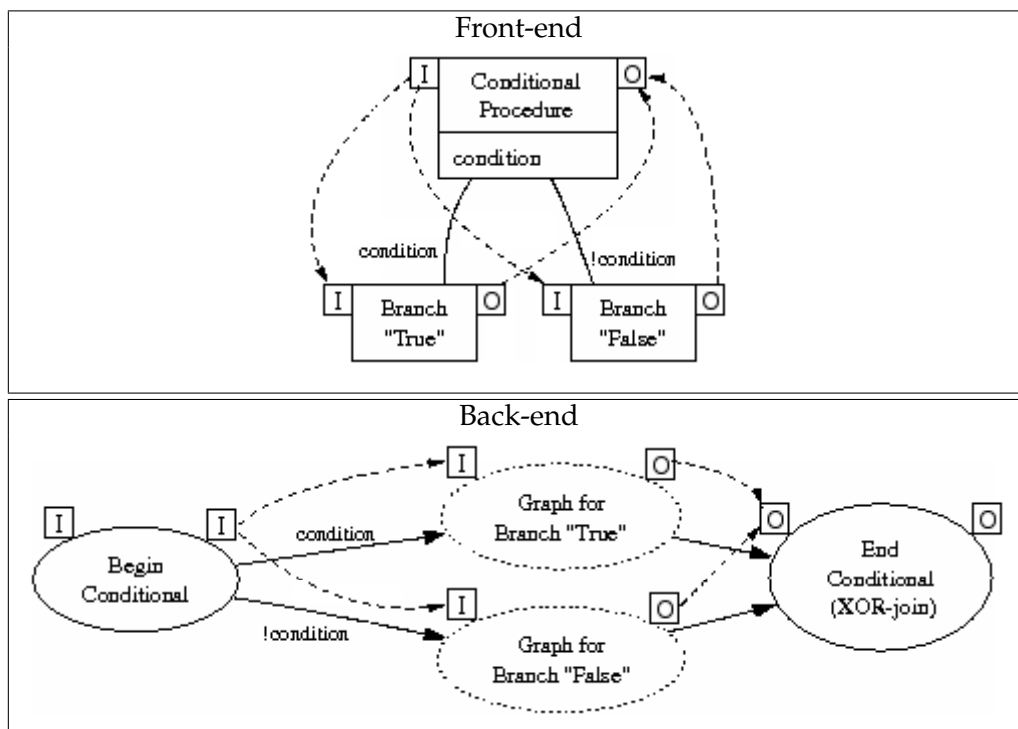 Front-end
I
Conditional
Procedure
O
condition
condition
!condition
I
Branch
"True"
O
I
Branch
"False"
O
Back-end
I
O
I
I
Graph for
Branch "True"
O
condition
O
End
Conditional
(XOR-join)
Begin
Conditional
I
O
!condition
Graph for
Branch "False"